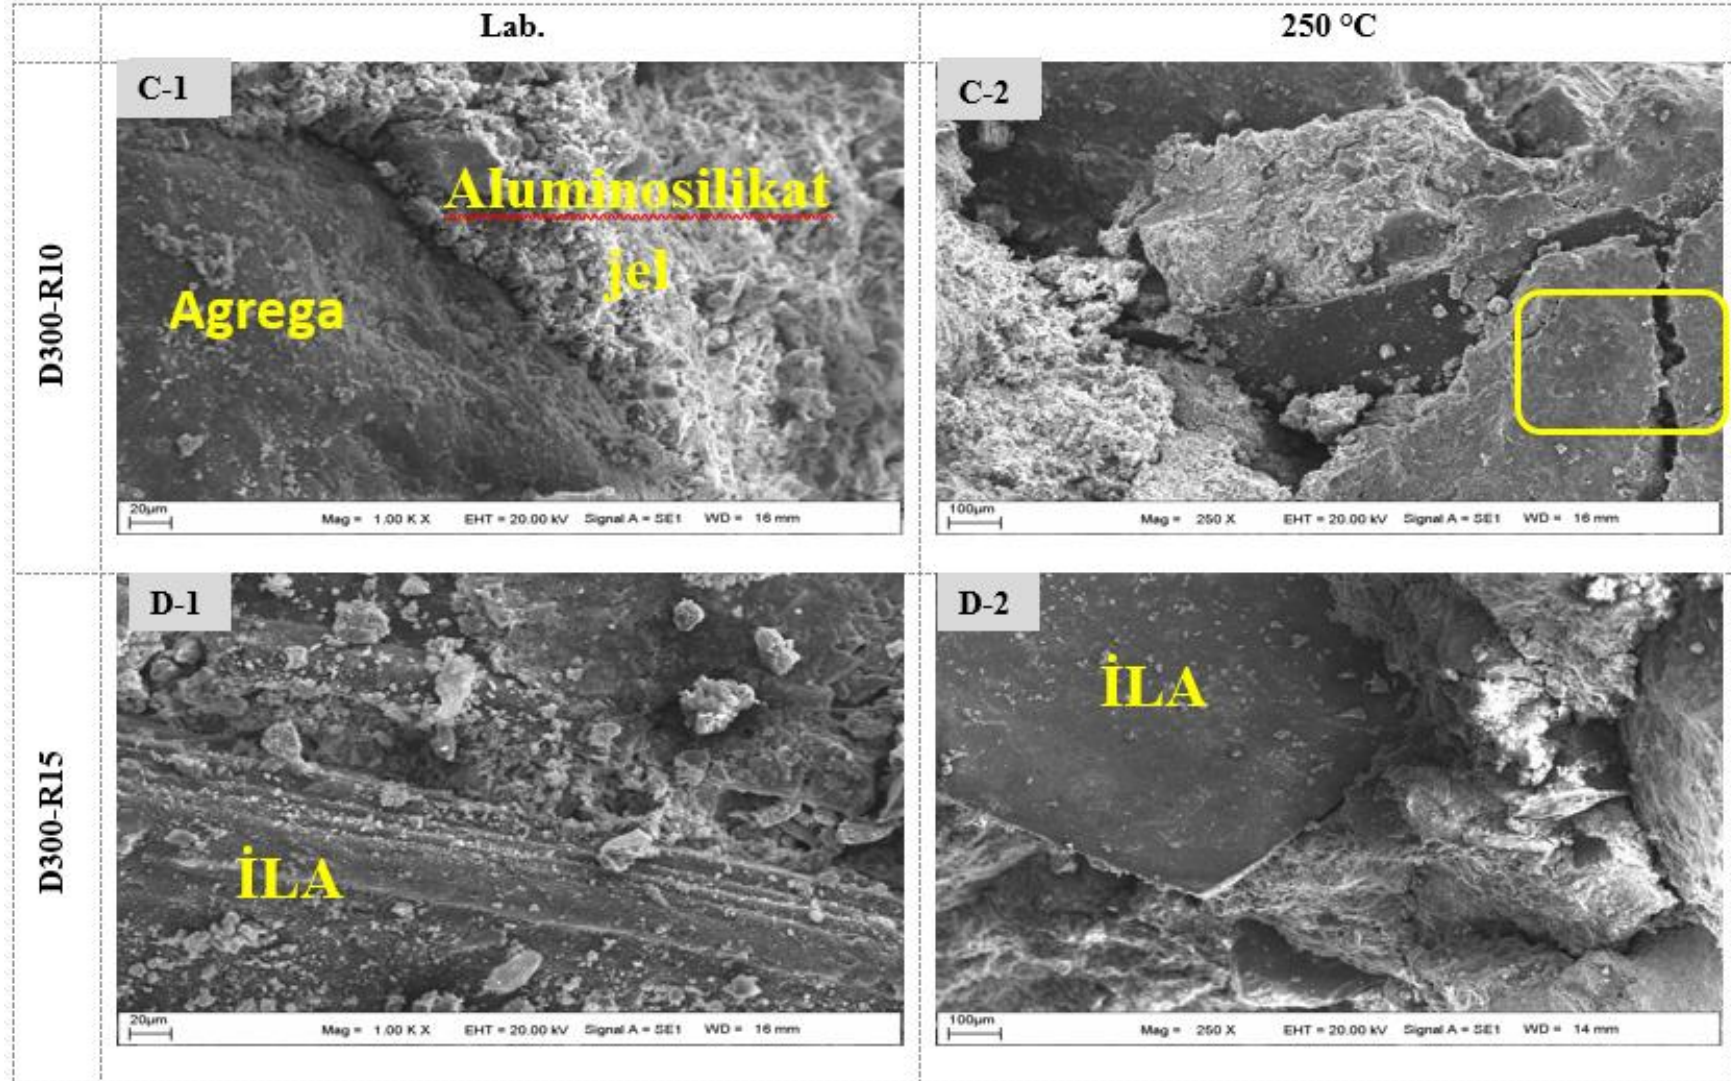 Lab.
250 °C
D300-R10
C-1
Aluminosilikat
jel
Agrega
20µm
Mag = 1.00 K X EHT = 20.00 kV Signal A = SE1 WD = 16 mm
C-2
100µm
Mag = 250 X EHT = 20.00 kV Signal A = SE1 WD = 16 mm
D300-R15
D-1
İLA
20µm
Mag = 1.00 K X EHT = 20.00 kV Signal A = SE1 WD = 16 mm
D-2
İLA
100µm
Mag = 250 X EHT = 20.00 kV Signal A = SE1 WD = 14 mm